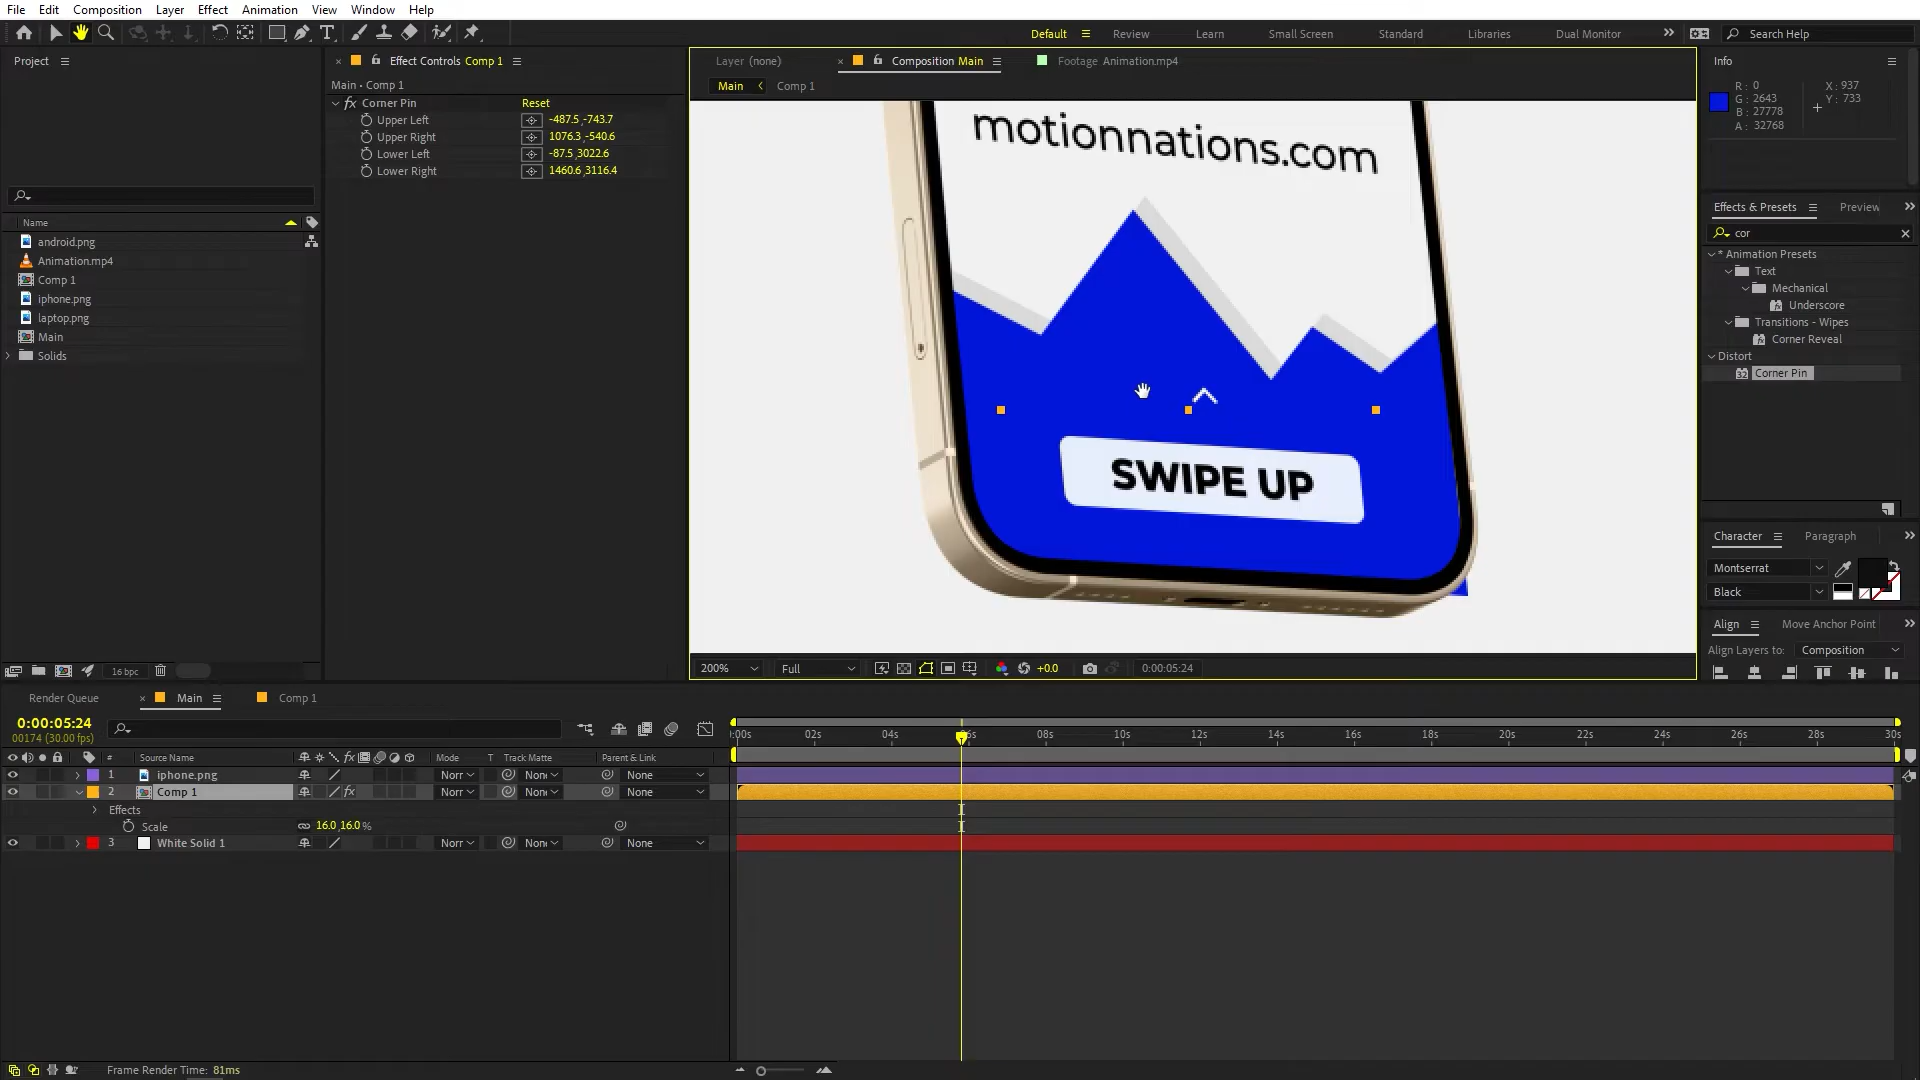 File Edit Composition Layer Effect Animation View Window Help
Default Review Learn Small Screen Standard Libraries Dual Monitor Search Help
Project
Effect Controls Comp 1
Layer (none)
Composition Main
Footage Animation.mp4
Info
Main • Comp 1
Main
Comp 1
R: 0
G: 2643
B: 27778
A: 32768
X: 937
Y: 733
fx Corner Pin Reset
Upper Left -487.5,-743.7
Upper Right 1076.3,-540.6
Lower Left -87.5,3022.6
Lower Right 1460.6,3116.4
motionnations.com
SWIPE UP
Name
android.png
Animation.mp4
Comp 1
iphone.png
laptop.png
Main
Solids
Effects & Presets
Preview
cor
* Animation Presets
Text
Mechanical
Underscore
Transitions - Wipes
Corner Reveal
Distort
32 Corner Pin
Character
Paragraph
Montserrat
Black
Align
Move Anchor Point
Align Layers to: Composition
16 bpc
200% Full +0.0 0:00:05:24
Render Queue
Main
Comp 1
0:00:05:24
00174 (30.00 fps)
# Source Name fx Mode T Track Matte Parent & Link
:00s 02s 04s 06s 08s 10s 12s 14s 16s 18s 20s 22s 24s 26s 28s 30s
1 iphone.png Norr None None
2 Comp 1 fx Norr None None
Effects
Scale 16.0,16.0 %
3 White Solid 1 Norr None None
Frame Render Time: 81ms